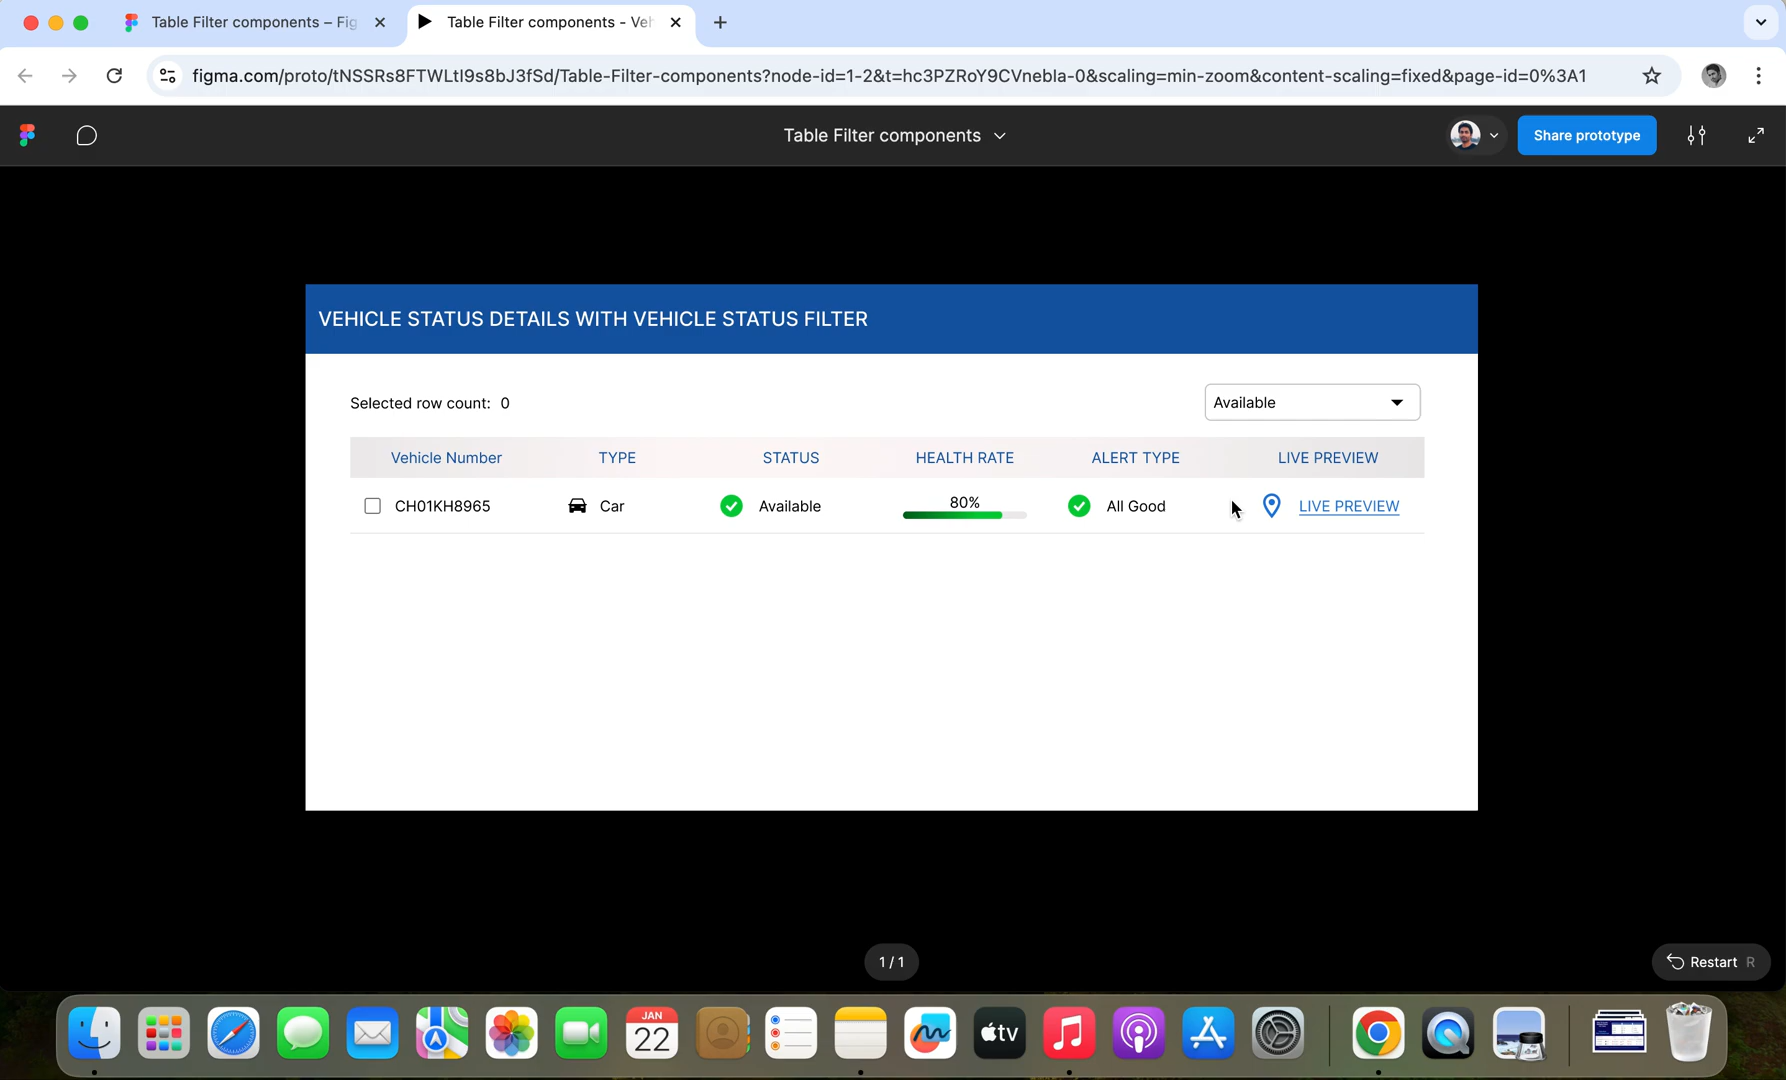 Table Filter components – Fig
Table Filter components - Veh
figma.com/proto/tNSSRs8FTWLtI9s8bJ3fSd/Table-Filter-components?node-id=1-2&t=hc3PZRoY9CVnebla-0&scaling=min-zoom&content-scaling=fixed&page-id=0%3A1
Table Filter components
Share prototype
VEHICLE STATUS DETAILS WITH VEHICLE STATUS FILTER
Selected row count: 0
Available
Vehicle Number TYPE STATUS HEALTH RATE ALERT TYPE LIVE PREVIEW
CH01KH8965 Car Available 80% All Good LIVE PREVIEW
1 / 1
Restart R
JAN
22
tv